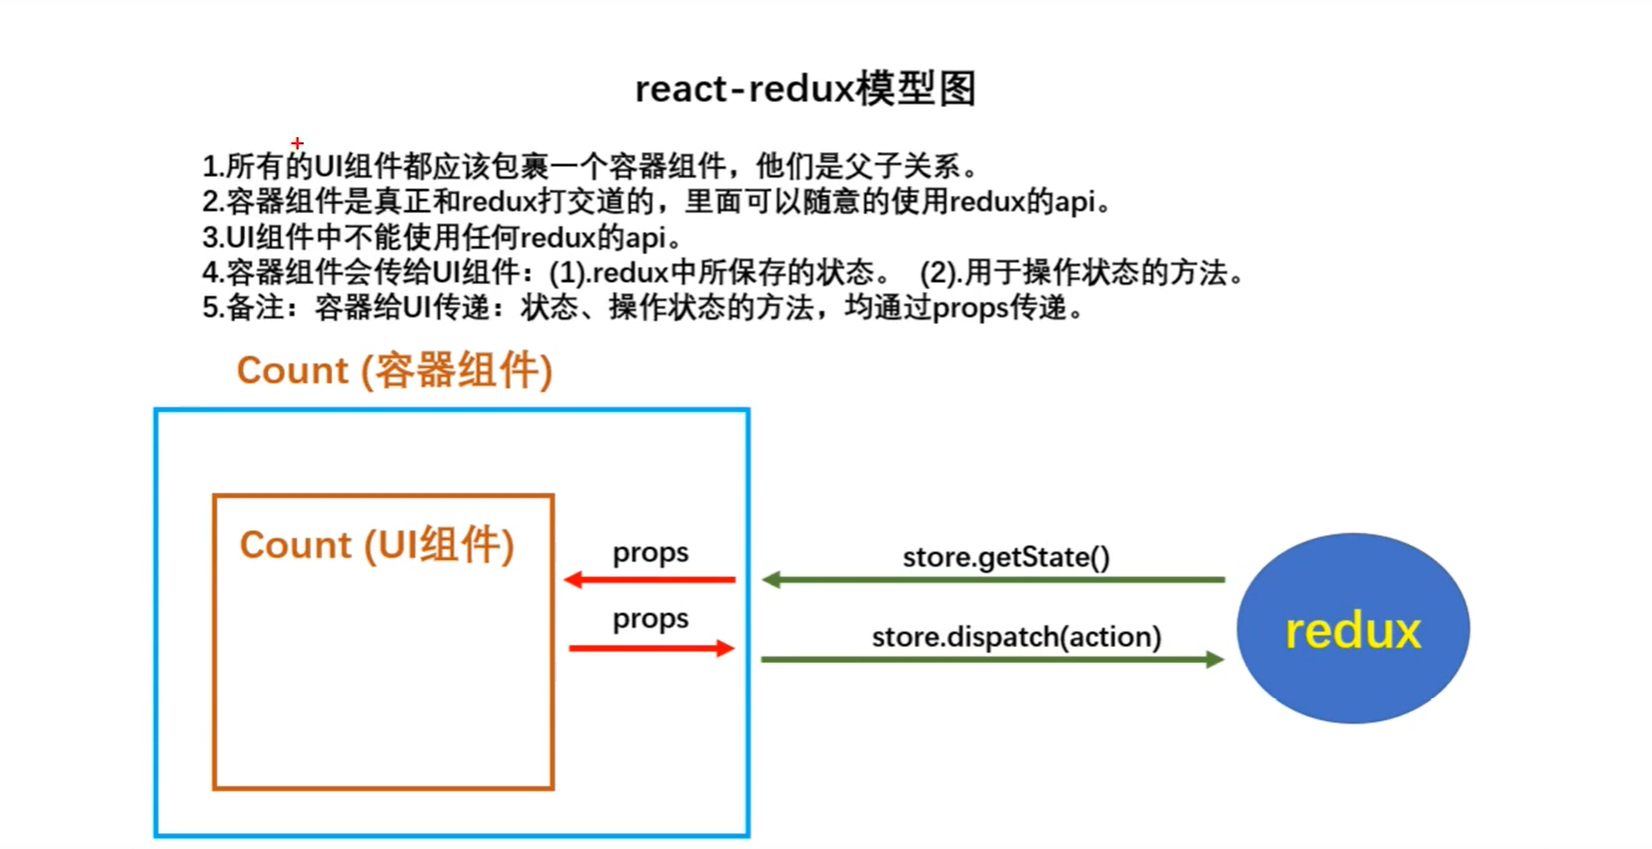 react-redux模型图
1.所有的UI组件都应该包裹一个容器组件，他们是父子关系。
2.容器组件是真正和redux打交道的，里面可以随意的使用redux的api。
3.UI组件中不能使用任何redux的api。
4.容器组件会传给UI组件：(1).redux中所保存的状态。 (2).用于操作状态的方法。
5.备注：容器给UI传递：状态、操作状态的方法，均通过props传递。
Count (容器组件)
Count (UI组件)
props
store.getState()
props
store.dispatch(action)
redux